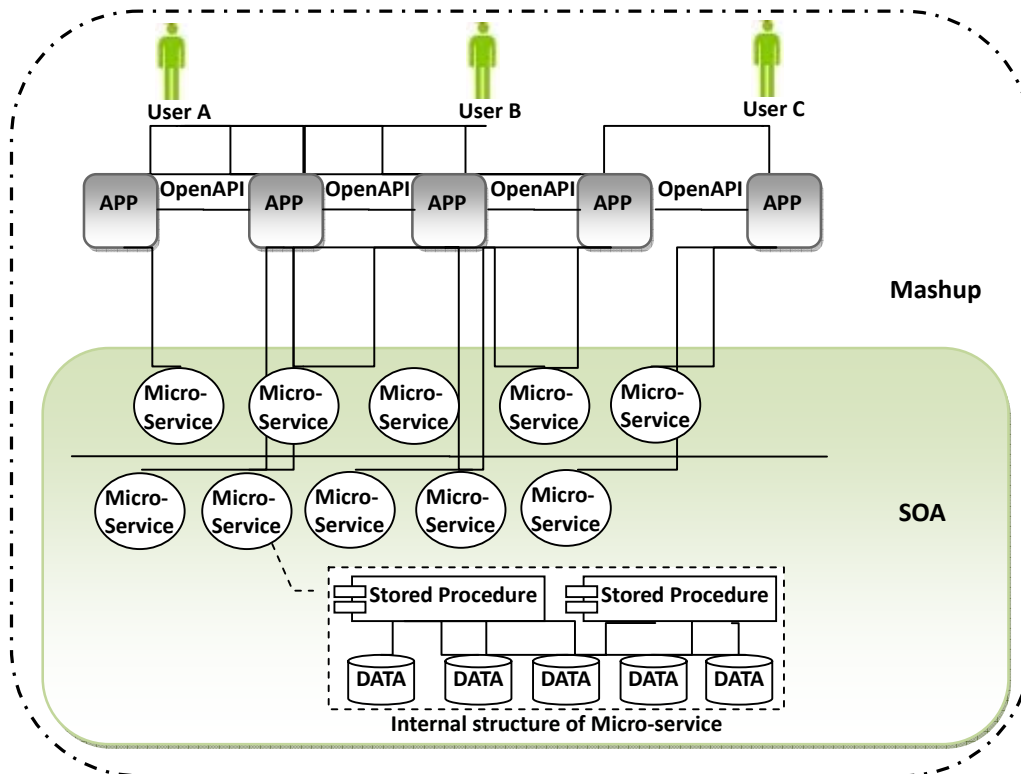 User A
User B
User C
APP
OpenAPI
APP
OpenAPI
APP
OpenAPI
APP
OpenAPI
APP
Mashup
Micro-
Service
Micro-
Service
Micro-
Service
Micro-
Service
Micro-
Service
Micro-
Service
Micro-
Service
Micro-
Service
Micro-
Service
Micro-
Service
SOA
Stored Procedure
Stored Procedure
DATA
DATA
DATA
DATA
DATA
Internal structure of Micro-service